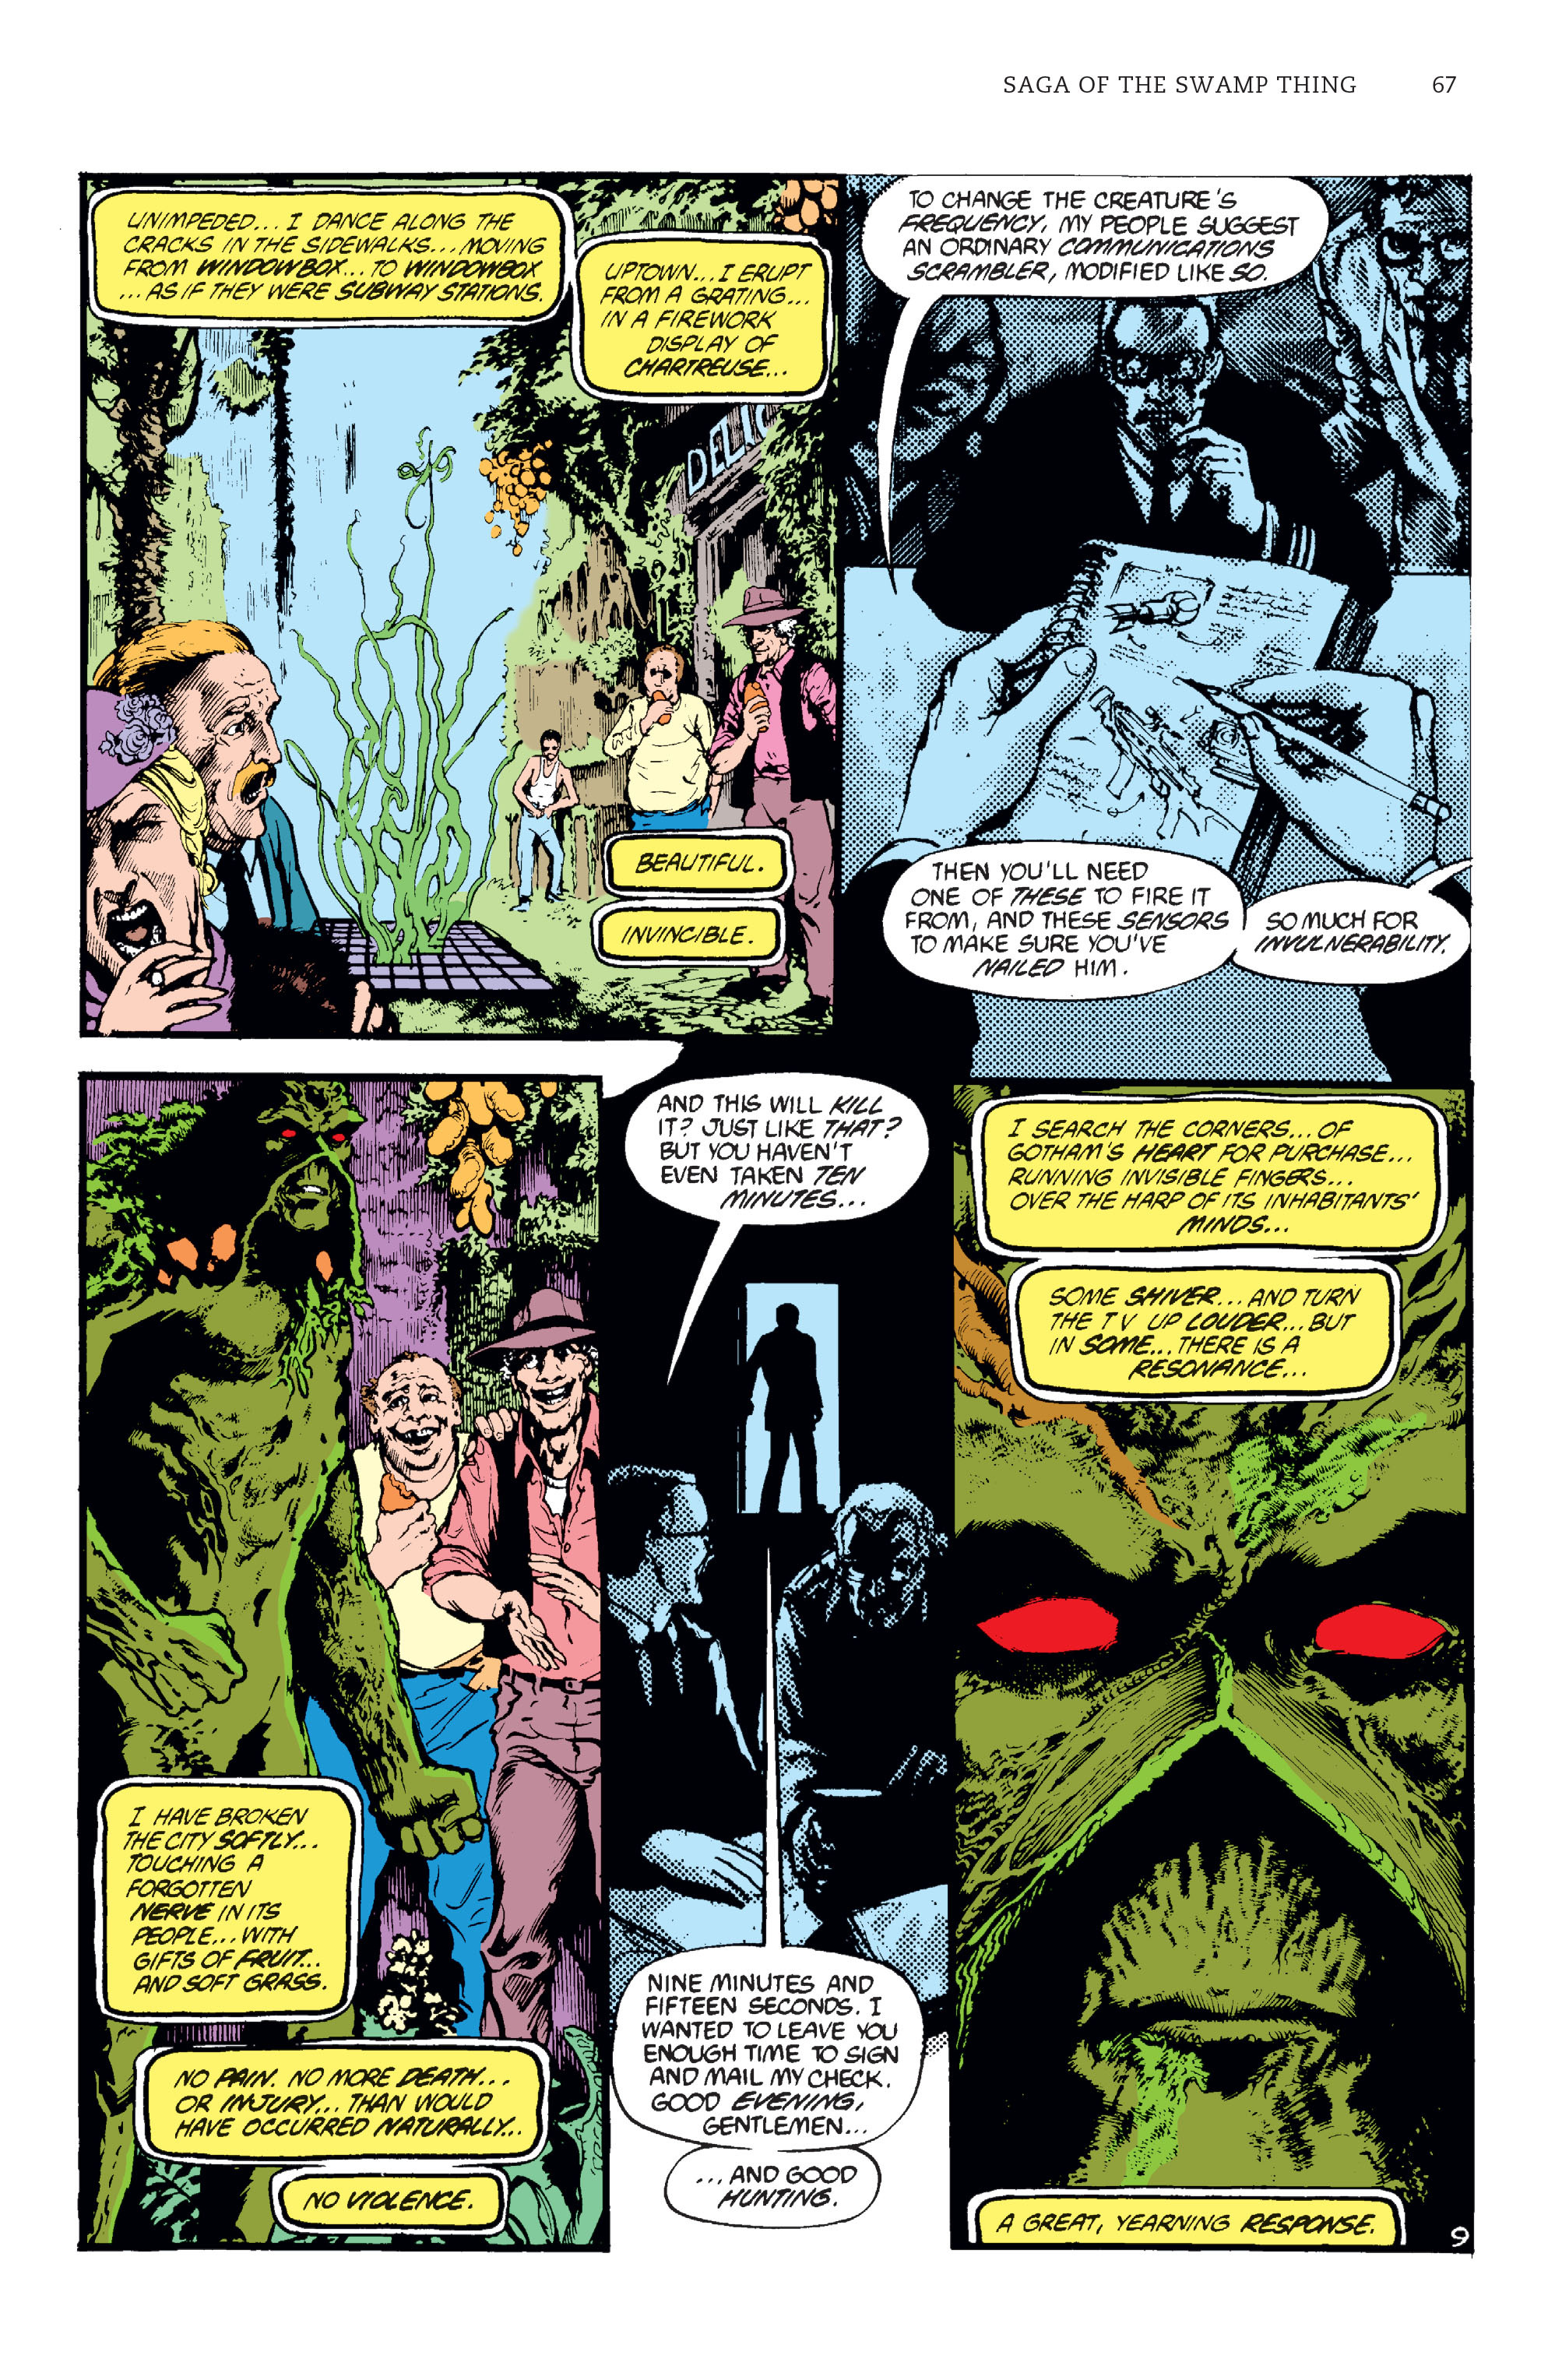 SAGA OF THE SWAMP THING 67
UNIMPEDED... I DANCE ALONG THE
CRACKS IN THE SIDEWALKS... MOVING
FROM WINDOWBOX... TO WINDOWBOX
...AS IF THEY WERE SUBWAY STATIONS.
UPTOWN... I ERUPT
FROM A GRATING...
IN A FIREWORK
DISPLAY OF
CHARTREUSE...
DELIC
BEAUTIFUL.
INVINCIBLE.
TO CHANGE THE CREATURE'S
FREQUENCY, MY PEOPLE SUGGEST
AN ORDINARY COMMUNICATIONS
SCRAMBLER, MODIFIED LIKE SO.
THEN YOU'LL NEED
ONE OF THESE TO FIRE IT
FROM, AND THESE SENSORS
TO MAKE SURE YOU'VE
NAILED HIM.
SO MUCH FOR
INVULNERABILITY.
I HAVE BROKEN
THE CITY SOFTLY...
TOUCHING A
FORGOTTEN
NERVE IN ITS
PEOPLE... WITH
GIFTS OF FRUIT...
AND SOFT GRASS.
NO PAIN. NO MORE DEATH...
OR INJURY... THAN WOULD
HAVE OCCURRED NATURALLY...
NO VIOLENCE.
AND THIS WILL KILL
IT? JUST LIKE THAT?
BUT YOU HAVEN'T
EVEN TAKEN TEN
MINUTES...
NINE MINUTES AND
FIFTEEN SECONDS. I
WANTED TO LEAVE YOU
ENOUGH TIME TO SIGN
AND MAIL MY CHECK.
GOOD EVENING,
GENTLEMEN...
...AND GOOD
HUNTING.
I SEARCH THE CORNERS... OF
GOTHAM'S HEART FOR PURCHASE...
RUNNING INVISIBLE FINGERS...
OVER THE HARP OF ITS INHABITANTS'
MINDS...
SOME SHIVER... AND TURN
THE TV UP LOUDER... BUT
IN SOME... THERE IS A
RESONANCE...
A GREAT, YEARNING RESPONSE.
9